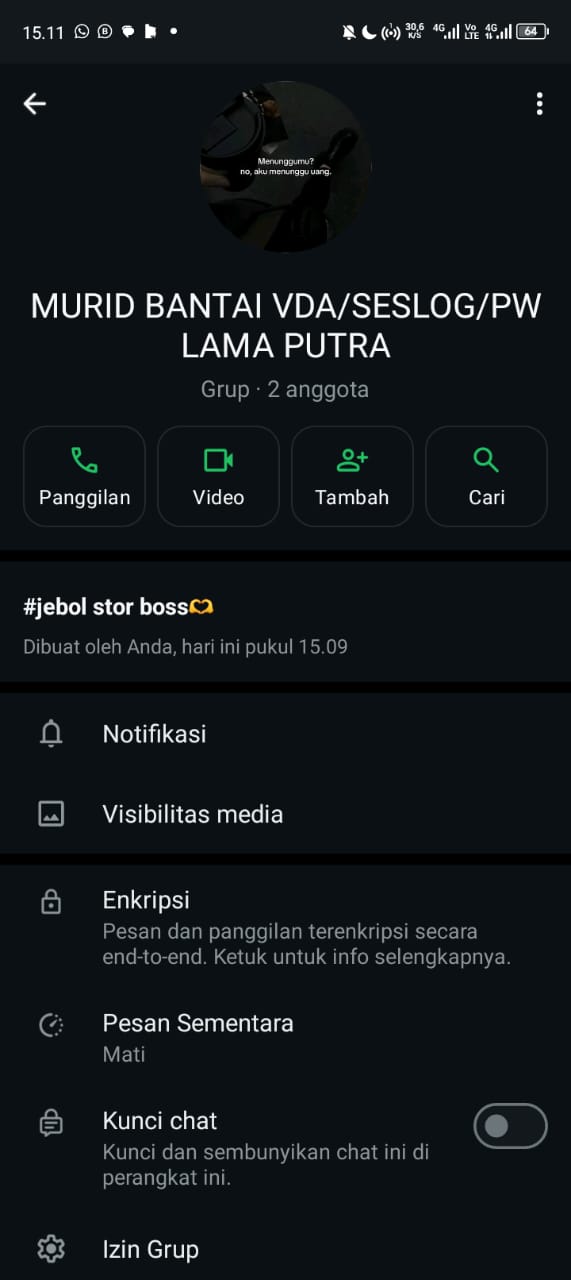 15.11
30,6 K/S 4G Vo LTE 4G 64
Menunggumu?
no, aku menunggu uang.
MURID BANTAI VDA/SESLOG/PW
LAMA PUTRA
Grup · 2 anggota
Panggilan Video Tambah Cari
#jebol stor boss🫶
Dibuat oleh Anda, hari ini pukul 15.09
Notifikasi
Visibilitas media
Enkripsi
Pesan dan panggilan terenkripsi secara
end-to-end. Ketuk untuk info selengkapnya.
Pesan Sementara
Mati
Kunci chat
Kunci dan sembunyikan chat ini di
perangkat ini.
Izin Grup